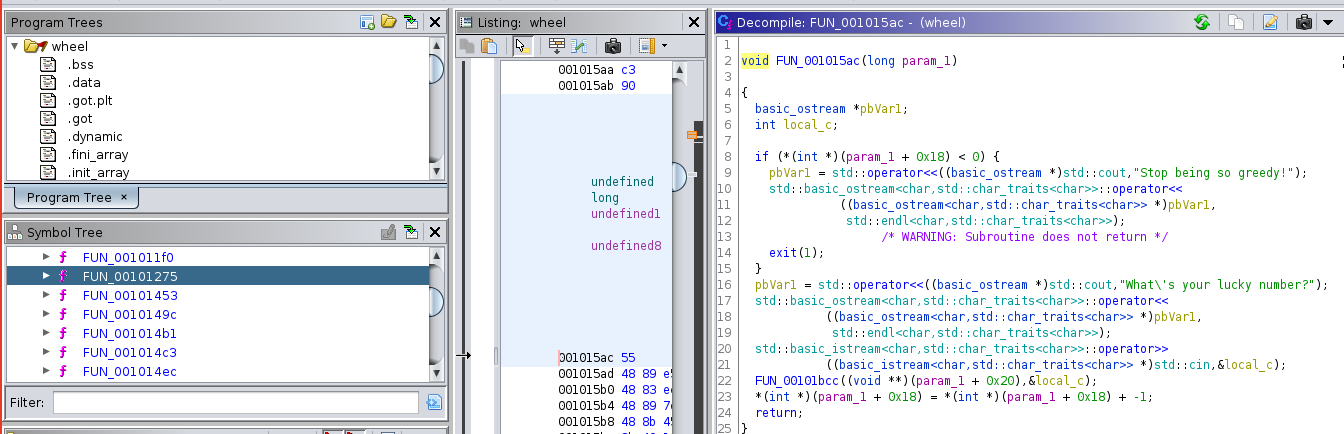 Program Trees
wheel
.bss
.data
.got.plt
.got
.dynamic
.fini_array
.init_array
Program Tree ×
Symbol Tree
FUN_001011f0
FUN_00101275
FUN_00101453
FUN_0010149c
FUN_001014b1
FUN_001014c3
FUN_001014ec
Filter:
Listing: wheel
001015aa c3
001015ab 90
undefined
long
undefined1
undefined8
001015ac 55
001015ad 48 89 e5
001015b0 48 83 e
001015b4 48 89 7
001015b8 48 8b 4
Decompile: FUN_001015ac - (wheel)
1
2 void FUN_001015ac(long param_1)
3
4 {
5 basic_ostream *pbVar1;
6 int local_c;
7
8 if (*(int *)(param_1 + 0x18) < 0) {
9 pbVar1 = std::operator<<((basic_ostream *)std::cout,"Stop being so greedy!");
10 std::basic_ostream<char,std::char_traits<char>>::operator<<
11 ((basic_ostream<char,std::char_traits<char>> *)pbVar1,
12 std::endl<char,std::char_traits<char>>);
13 /* WARNING: Subroutine does not return */
14 exit(1);
15 }
16 pbVar1 = std::operator<<((basic_ostream *)std::cout,"What\'s your lucky number?");
17 std::basic_ostream<char,std::char_traits<char>>::operator<<
18 ((basic_ostream<char,std::char_traits<char>> *)pbVar1,
19 std::endl<char,std::char_traits<char>>);
20 std::basic_istream<char,std::char_traits<char>>::operator>>
21 ((basic_istream<char,std::char_traits<char>> *)std::cin,&local_c);
22 FUN_00101bcc((void **)(param_1 + 0x20),&local_c);
23 *(int *)(param_1 + 0x18) = *(int *)(param_1 + 0x18) + -1;
24 return;
25 }